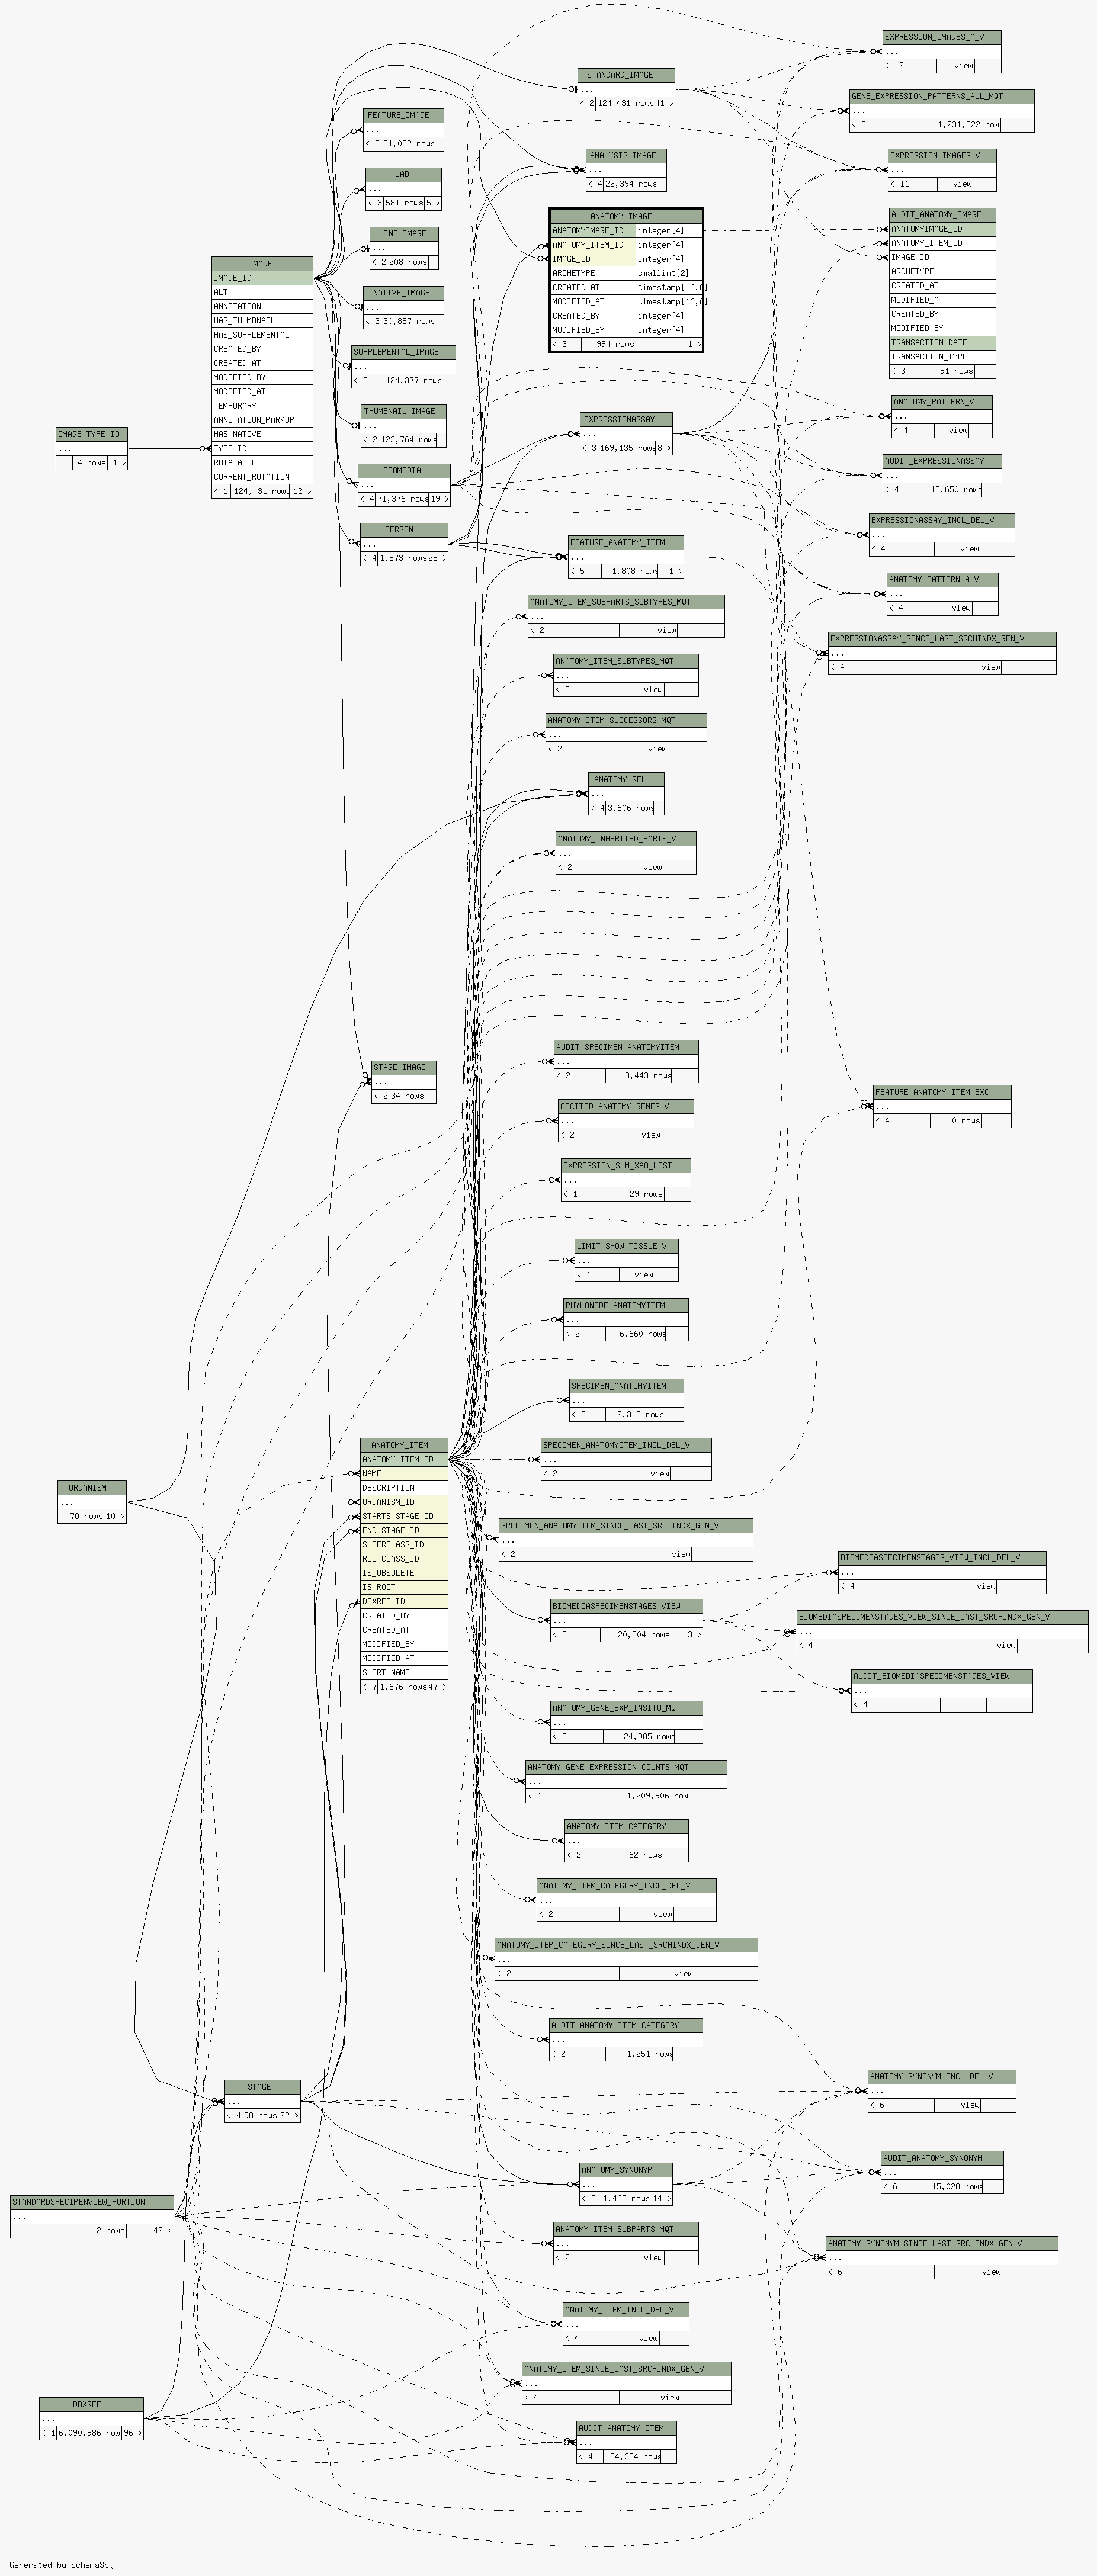 EXPRESSION_IMAGES_A_V
...
< 12 view
STANDARD_IMAGE
...
< 2 124,431 rows 41 >
GENE_EXPRESSION_PATTERNS_ALL_MQT
...
< 8 1,231,522 row
FEATURE_IMAGE
...
< 2 31,032 rows
ANALYSIS_IMAGE
...
< 4 22,394 rows
EXPRESSION_IMAGES_V
...
< 11 view
LAB
...
< 3 581 rows 5 >
ANATOMY_IMAGE
ANATOMYIMAGE_ID integer[4]
ANATOMY_ITEM_ID integer[4]
IMAGE_ID integer[4]
ARCHETYPE smallint[2]
CREATED_AT timestamp[16,6]
MODIFIED_AT timestamp[16,6]
CREATED_BY integer[4]
MODIFIED_BY integer[4]
< 2 994 rows 1 >
AUDIT_ANATOMY_IMAGE
ANATOMYIMAGE_ID
ANATOMY_ITEM_ID
IMAGE_ID
ARCHETYPE
CREATED_AT
MODIFIED_AT
CREATED_BY
MODIFIED_BY
TRANSACTION_DATE
TRANSACTION_TYPE
< 3 91 rows
LINE_IMAGE
...
< 2 208 rows
IMAGE
IMAGE_ID
ALT
ANNOTATION
HAS_THUMBNAIL
HAS_SUPPLEMENTAL
CREATED_BY
CREATED_AT
MODIFIED_BY
MODIFIED_AT
TEMPORARY
ANNOTATION_MARKUP
HAS_NATIVE
TYPE_ID
ROTATABLE
CURRENT_ROTATION
< 1 124,431 rows 12 >
NATIVE_IMAGE
...
< 2 30,887 rows
SUPPLEMENTAL_IMAGE
...
< 2 124,377 rows
THUMBNAIL_IMAGE
...
< 2 123,764 rows
IMAGE_TYPE_ID
...
4 rows 1 >
EXPRESSIONASSAY
...
< 3 169,135 rows 8 >
ANATOMY_PATTERN_V
...
< 4 view
BIOMEDIA
...
< 4 71,376 rows 19 >
AUDIT_EXPRESSIONASSAY
...
< 4 15,650 rows
PERSON
...
< 4 1,873 rows 28 >
EXPRESSIONASSAY_INCL_DEL_V
...
< 4 view
FEATURE_ANATOMY_ITEM
...
< 5 1,808 rows 1 >
ANATOMY_PATTERN_A_V
...
< 4 view
ANATOMY_ITEM_SUBPARTS_SUBTYPES_MQT
...
< 2 view
EXPRESSIONASSAY_SINCE_LAST_SRCHINDX_GEN_V
...
< 4 view
ANATOMY_ITEM_SUBTYPES_MQT
...
< 2 view
ANATOMY_ITEM_SUCCESSORS_MQT
...
< 2 view
ANATOMY_REL
...
< 4 3,606 rows
ANATOMY_INHERITED_PARTS_V
...
< 2 view
AUDIT_SPECIMEN_ANATOMYITEM
...
< 2 8,443 rows
STAGE_IMAGE
...
< 2 34 rows
FEATURE_ANATOMY_ITEM_EXC
...
< 4 0 rows
COCITED_ANATOMY_GENES_V
...
< 2 view
EXPRESSION_SUM_XAO_LIST
...
< 1 29 rows
LIMIT_SHOW_TISSUE_V
...
< 1 view
PHYLONODE_ANATOMYITEM
...
< 2 6,660 rows
SPECIMEN_ANATOMYITEM
...
< 2 2,313 rows
ANATOMY_ITEM
ANATOMY_ITEM_ID
NAME
DESCRIPTION
ORGANISM_ID
STARTS_STAGE_ID
END_STAGE_ID
SUPERCLASS_ID
ROOTCLASS_ID
IS_OBSOLETE
IS_ROOT
DBXREF_ID
CREATED_BY
CREATED_AT
MODIFIED_BY
MODIFIED_AT
SHORT_NAME
< 7 1,676 rows 47 >
SPECIMEN_ANATOMYITEM_INCL_DEL_V
...
< 2 view
ORGANISM
...
70 rows 10 >
SPECIMEN_ANATOMYITEM_SINCE_LAST_SRCHINDX_GEN_V
...
< 2 view
BIOMEDIASPECIMENSTAGES_VIEW_INCL_DEL_V
...
< 4 view
BIOMEDIASPECIMENSTAGES_VIEW
...
< 3 20,304 rows 3 >
BIOMEDIASPECIMENSTAGES_VIEW_SINCE_LAST_SRCHINDX_GEN_V
...
< 4 view
AUDIT_BIOMEDIASPECIMENSTAGES_VIEW
...
< 4
ANATOMY_GENE_EXP_INSITU_MQT
...
< 3 24,985 rows
ANATOMY_GENE_EXPRESSION_COUNTS_MQT
...
< 1 1,209,906 row
ANATOMY_ITEM_CATEGORY
...
< 2 62 rows
ANATOMY_ITEM_CATEGORY_INCL_DEL_V
...
< 2 view
ANATOMY_ITEM_CATEGORY_SINCE_LAST_SRCHINDX_GEN_V
...
< 2 view
AUDIT_ANATOMY_ITEM_CATEGORY
...
< 2 1,251 rows
STAGE
...
< 4 98 rows 22 >
ANATOMY_SYNONYM_INCL_DEL_V
...
< 6 view
ANATOMY_SYNONYM
...
< 5 1,462 rows 14 >
AUDIT_ANATOMY_SYNONYM
...
< 6 15,028 rows
STANDARDSPECIMENVIEW_PORTION
...
2 rows 42 >
ANATOMY_ITEM_SUBPARTS_MQT
...
< 2 view
ANATOMY_SYNONYM_SINCE_LAST_SRCHINDX_GEN_V
...
< 6 view
ANATOMY_ITEM_INCL_DEL_V
...
< 4 view
ANATOMY_ITEM_SINCE_LAST_SRCHINDX_GEN_V
...
< 4 view
DBXREF
...
< 1 6,090,986 row 96 >
AUDIT_ANATOMY_ITEM
...
< 4 54,354 rows
Generated by SchemaSpy